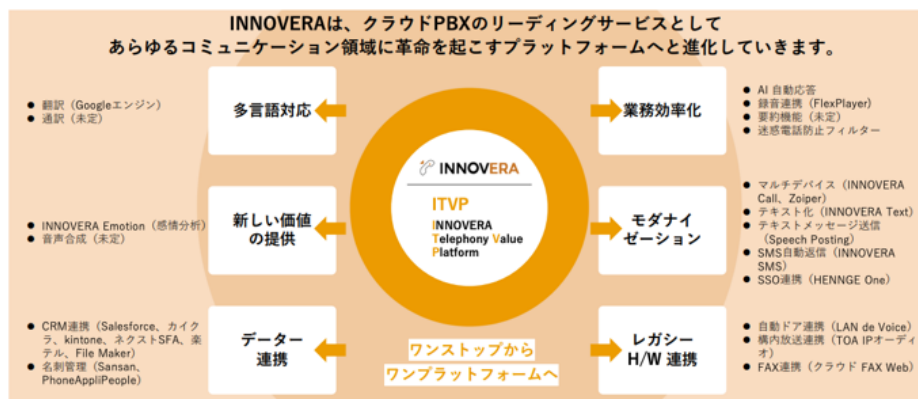 INNOVERAは、クラウドPBXのリーディングサービスとして
あらゆるコミュニケーション領域に革命を起こすプラットフォームへと進化していきます。
● 翻訳（Googleエンジン）
● 通訳（未定）
多言語対応
● INNOVERA Emotion（感情分析）
● 音声合成（未定）
新しい価値
の提供
● CRM連携（Salesforce、カイク
ラ、kintone、ネクストSFA、楽
テル、File Maker）
● 名刺管理（Sansan、
PhoneAppliPeople）
データー
連携
INNOVERA
ITVP
INNOVERA
Telephony Value
Platform
ワンストップから
ワンプラットフォームへ
業務効率化
● AI 自動応答
● 録音連携（FlexPlayer)
● 要約機能（未定）
● 迷惑電話防止フィルター
モダナイ
ゼーション
● マルチデバイス（INNOVERA
Call、Zoiper）
● テキスト化（INNOVERA Text）
● テキストメッセージ送信
（Speech Posting）
● SMS自動返信（INNOVERA
SMS）
● SSO連携（HENNGE One）
レガシー
H/W 連携
● 自動ドア連携（LAN de Voice）
● 構内放送連携（TOA IPオーディ
オ）
● FAX連携（クラウド FAX Web）